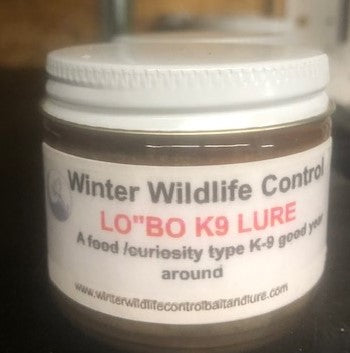 Winter Wildlife Control
LO"BO K9 LURE
A food /curiosity type K-9 good year
around
www.winterwildlifecontrolbaitandlure.com